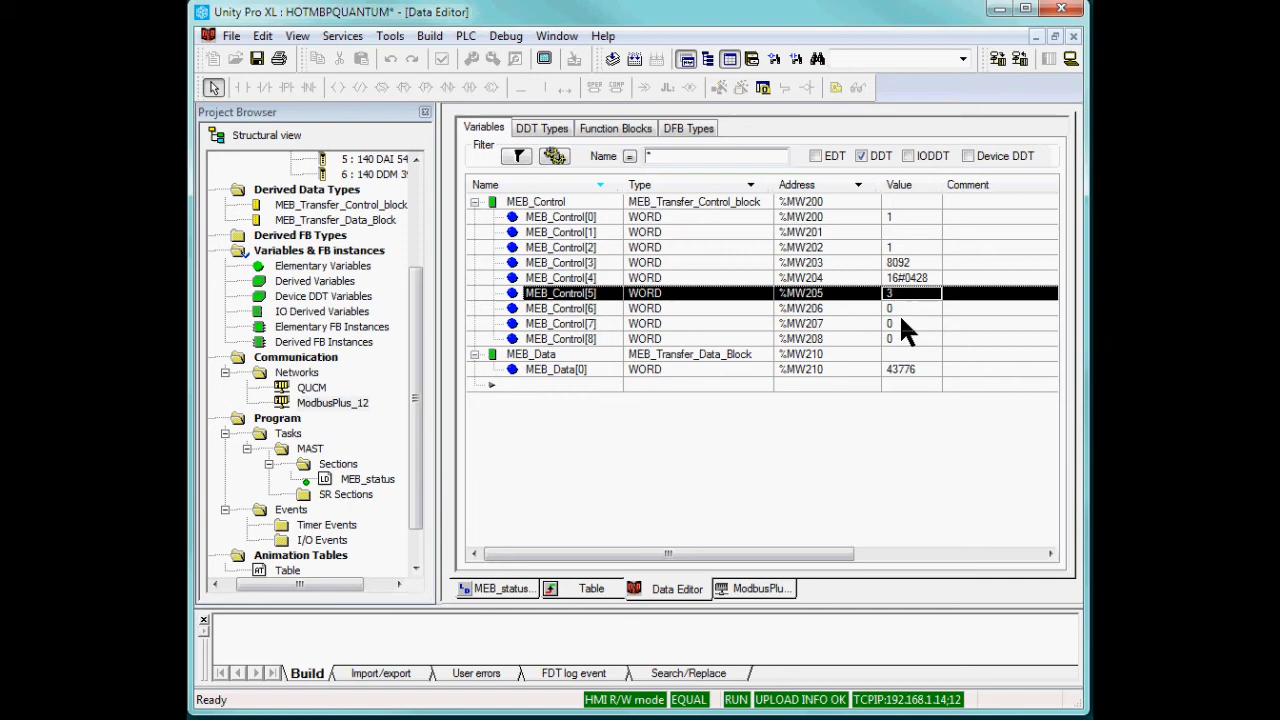 Unity Pro XL : HOTMBPQUANTUM* - [Data Editor]
File Edit View Services Tools Build PLC Debug Window Help
Project Browser
Structural view
5 : 140 DAI 54
6 : 140 DDM 39
Derived Data Types
MEB_Transfer_Control_block
MEB_Transfer_Data_Block
Derived FB Types
Variables & FB instances
Elementary Variables
Derived Variables
Device DDT Variables
IO Derived Variables
Elementary FB Instances
Derived FB Instances
Communication
Networks
QUCM
ModbusPlus_12
Program
Tasks
MAST
Sections
MEB_status
SR Sections
Events
Timer Events
I/O Events
Animation Tables
Table
Variables DDT Types Function Blocks DFB Types
Filter
Name = * EDT DDT IODDT Device DDT
Name Type Address Value Comment
MEB_Control MEB_Transfer_Control_block %MW200
MEB_Control[0] WORD %MW200 1
MEB_Control[1] WORD %MW201
MEB_Control[2] WORD %MW202 1
MEB_Control[3] WORD %MW203 8092
MEB_Control[4] WORD %MW204 16#0428
MEB_Control[5] WORD %MW205 3
MEB_Control[6] WORD %MW206 0
MEB_Control[7] WORD %MW207 0
MEB_Control[8] WORD %MW208 0
MEB_Data MEB_Transfer_Data_Block %MW210
MEB_Data[0] WORD %MW210 43776
MEB_status... Table Data Editor ModbusPlu...
Build Import/export User errors FDT log event Search/Replace
Ready HMI R/W mode EQUAL RUN UPLOAD INFO OK TCPIP:192.168.1.14;12